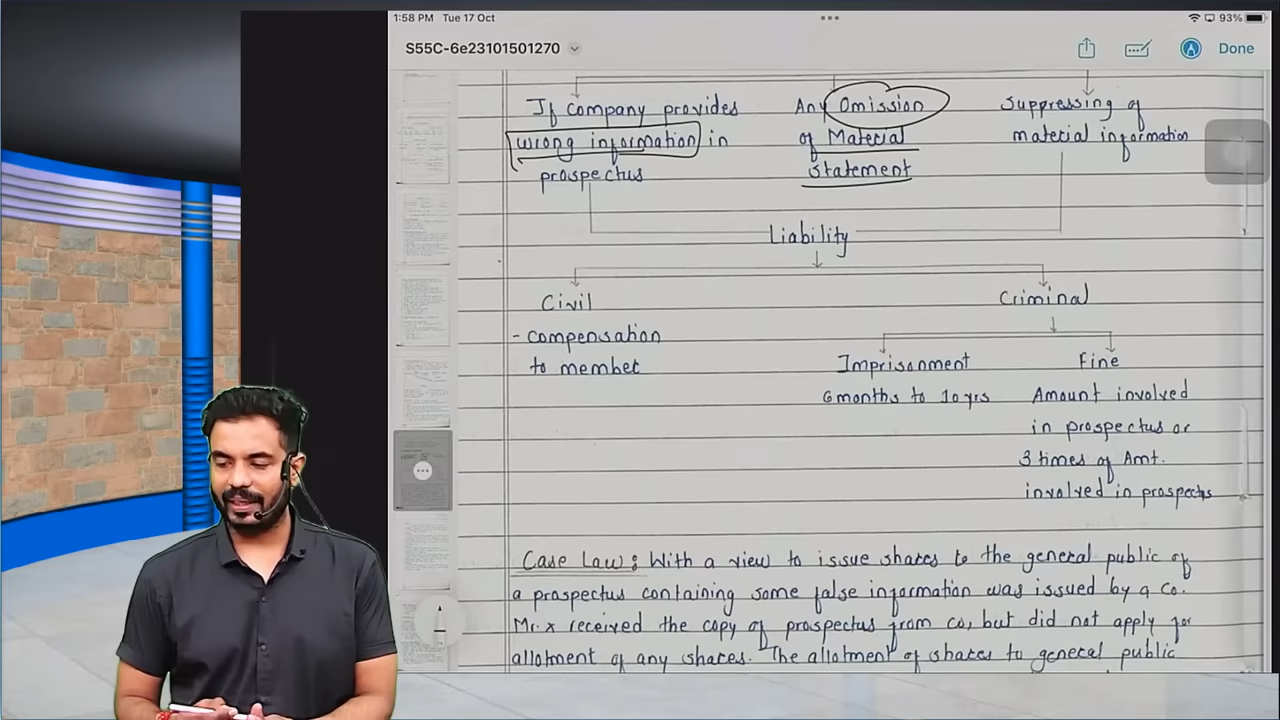 1:58 PM Tue 17 Oct
93%
S55C-6e23101501270
Done
If company provides
wrong information in
prospectus
Any Omission
of Material
statement
Suppressing of
material information
Liability
Civil
- compensation
to member
Criminal
Imprisonment
6 months to 10 yrs
Fine
Amount involved
in prospectus or
3 times of Amt.
involved in prospectus
Case Law: With a view to issue shares to the general public of
a prospectus containing some false information was issued by a Co.
Mr. x received the copy of prospectus from co, but did not apply for
allotment of any shares. The allotment of shares to general public